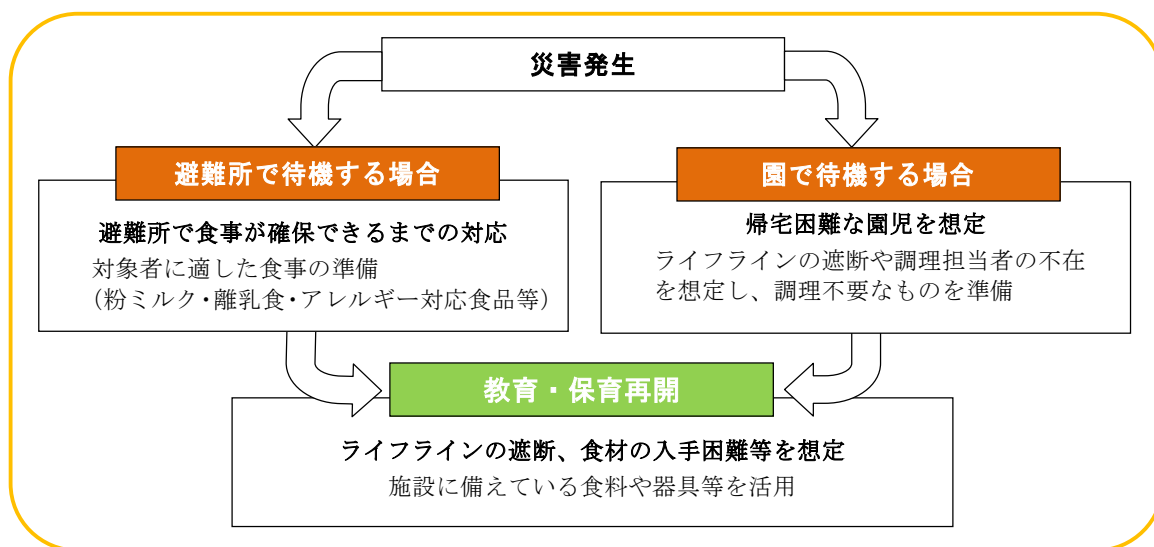 災害発生
避難所で待機する場合
避難所で食事が確保できるまでの対応
対象者に適した食事の準備
（粉ミルク・離乳食・アレルギー対応食品等）
園で待機する場合
帰宅困難な園児を想定
ライフラインの遮断や調理担当者の不在
を想定し、調理不要なものを準備
教育・保育再開
ライフラインの遮断、食材の入手困難等を想定
施設に備えている食料や器具等を活用